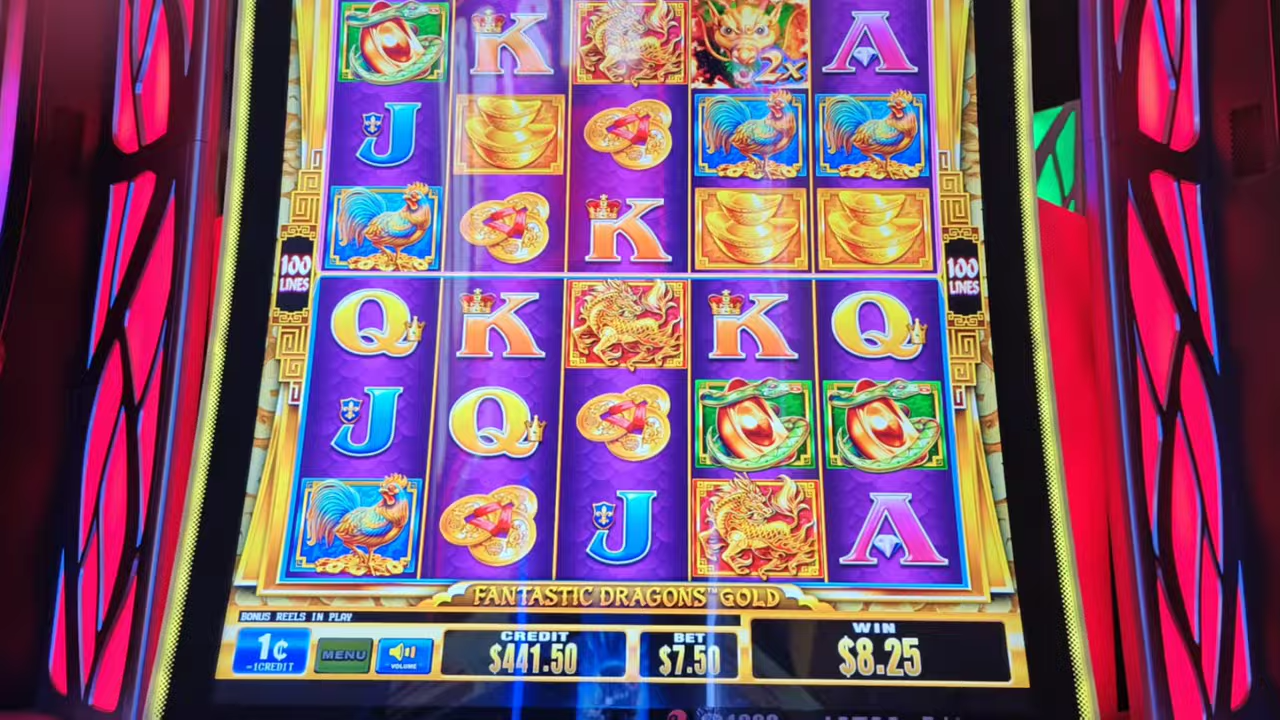 K
2x
A
J
K
100 LINES
100 LINES
Q
K
K
Q
J
Q
J
A
FANTASTIC DRAGONS™ GOLD
BONUS REELS IN PLAY
1¢
=1CREDIT
MENU
VOLUME
CREDIT
$441.50
BET
$7.50
WIN
$8.25